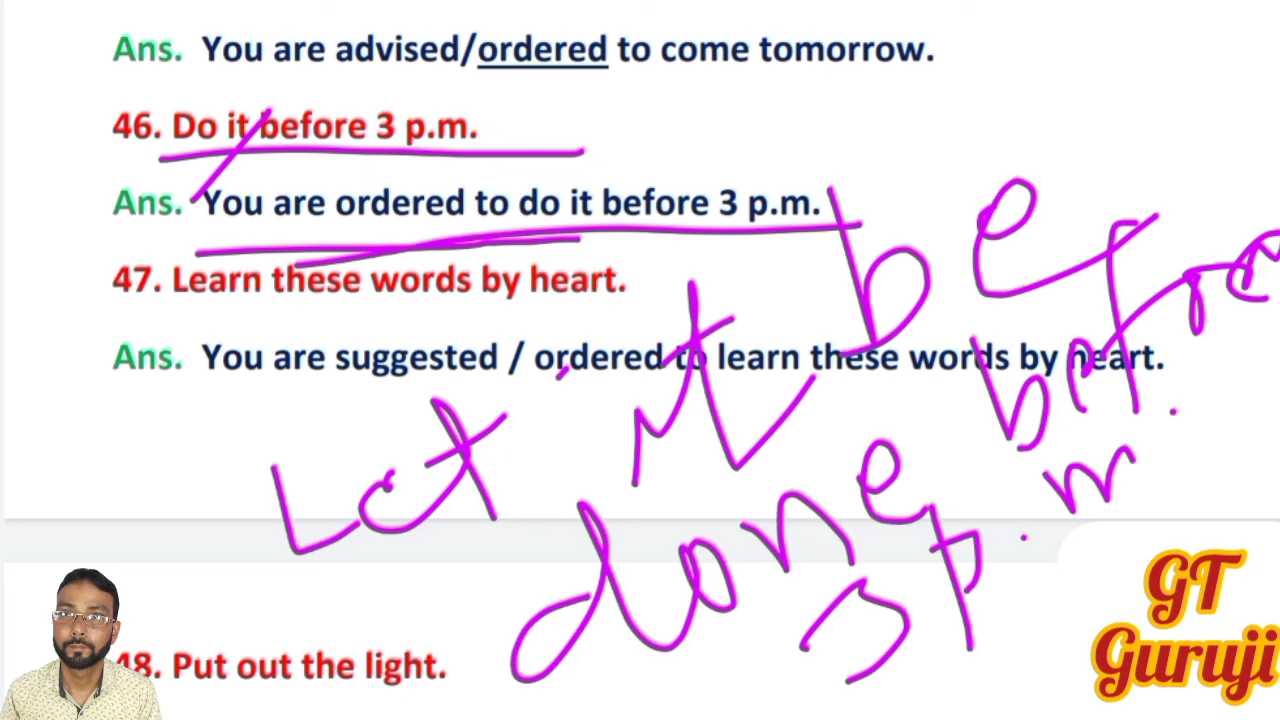 Ans. You are advised/ordered to come tomorrow.
46. Do it before 3 p.m.
Ans. You are ordered to do it before 3 p.m.
47. Learn these words by heart.
Ans. You are suggested / ordered to learn these words by heart.
Let it be
done before
3 p.m.
48. Put out the light.
GT
Guruji